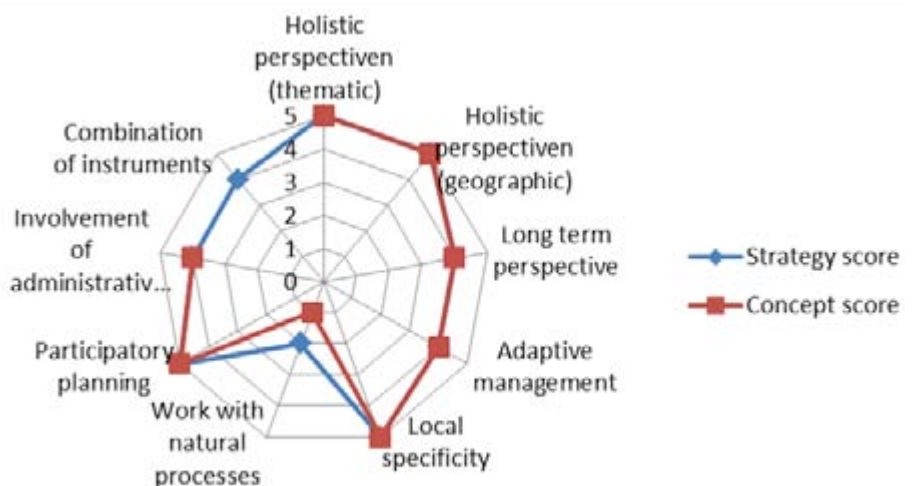 Holistic
perspectiven
(thematic)
Holistic
perspectiven
(geographic)
Long term
perspective
Adaptive
management
Local
specificity
Work with
natural
processes
Participatory
planning
Involvement
of
administrativ...
Combination
of instruments
5
4
3
2
1
0
Strategy score
Concept score